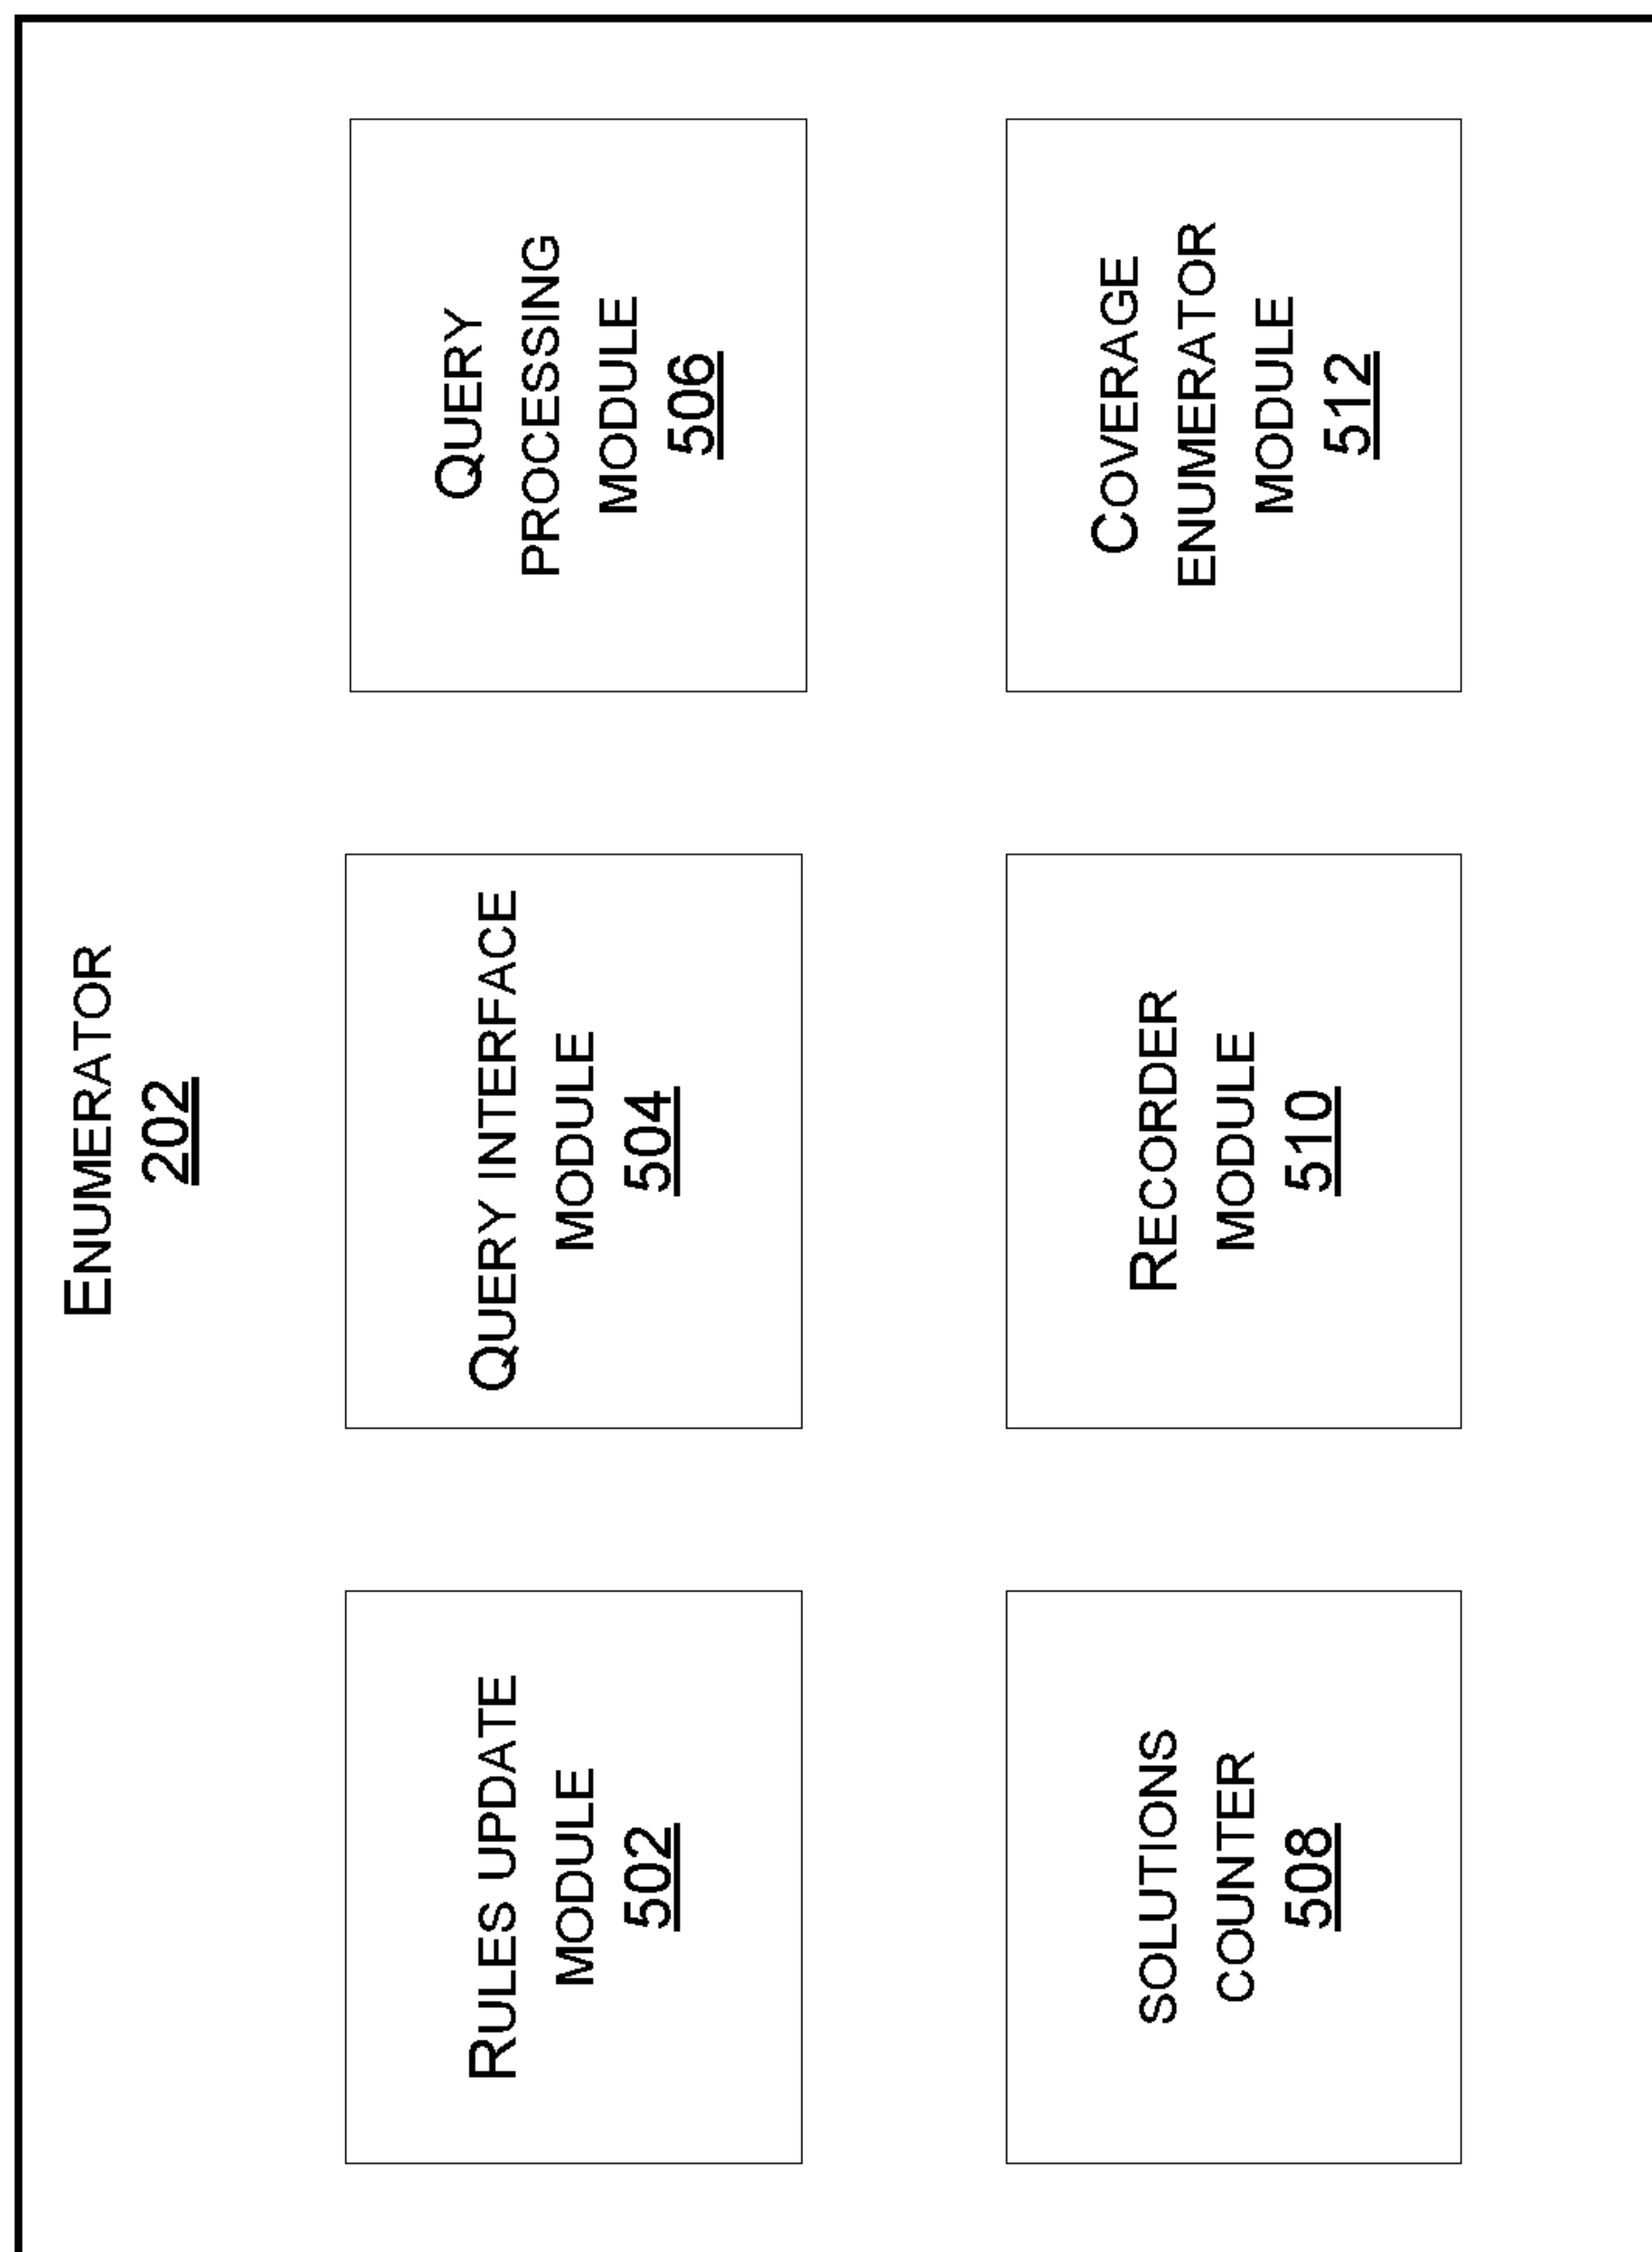 ENUMERATOR
202
RULES UPDATE
MODULE
502
QUERY INTERFACE
MODULE
504
QUERY
PROCESSING
MODULE
506
SOLUTIONS
COUNTER
508
RECORDER
MODULE
510
COVERAGE
ENUMERATOR
MODULE
512